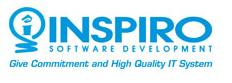 INSPIRO
SOFTWARE DEVELOPMENT
Give Commitment and High Quality IT System